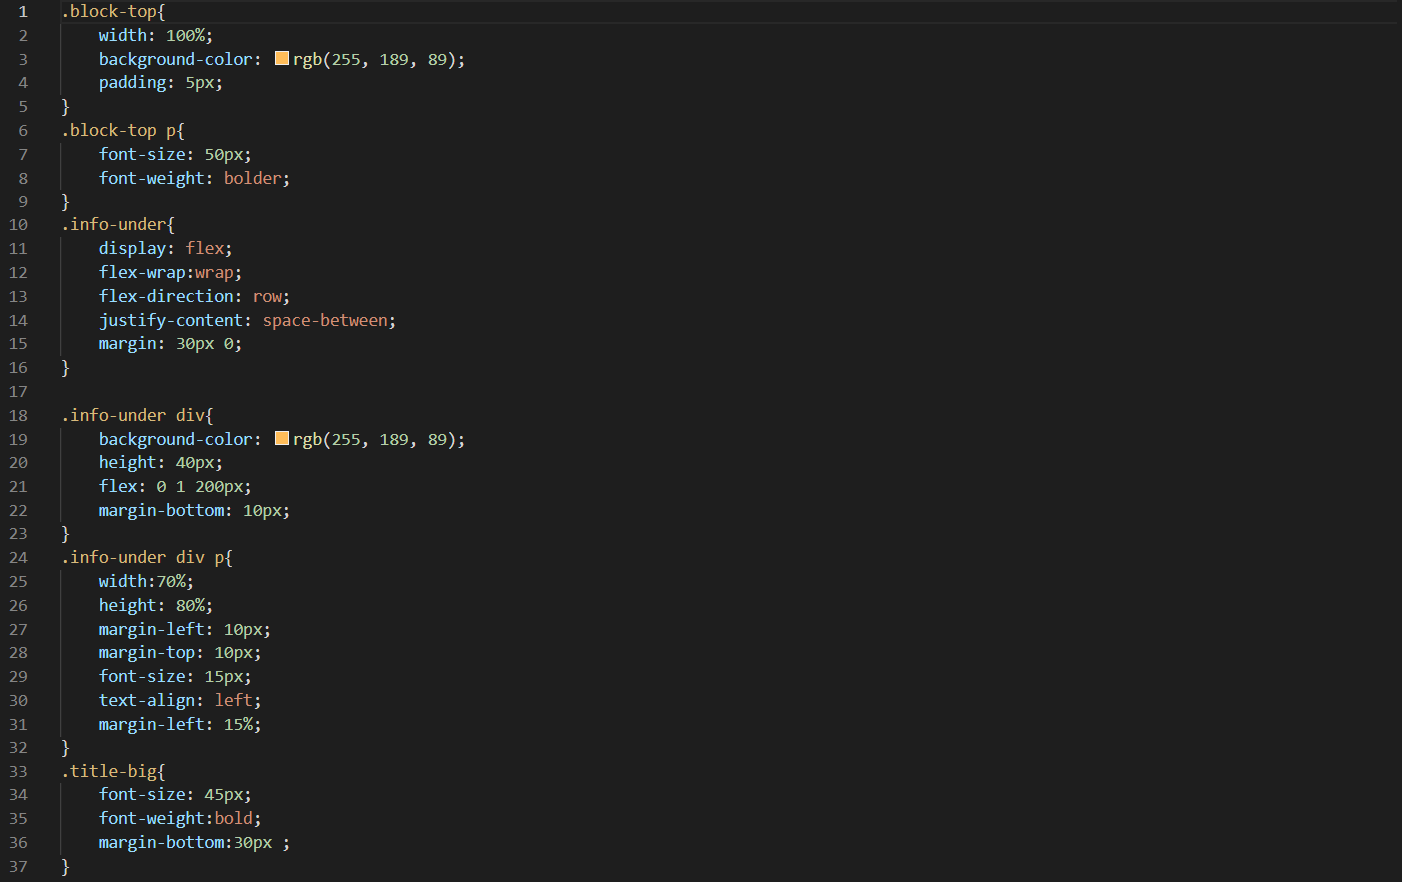 1 .block-top{
2 width: 100%;
3 background-color: rgb(255, 189, 89);
4 padding: 5px;
5 }
6 .block-top p{
7 font-size: 50px;
8 font-weight: bolder;
9 }
10 .info-under{
11 display: flex;
12 flex-wrap:wrap;
13 flex-direction: row;
14 justify-content: space-between;
15 margin: 30px 0;
16 }
17
18 .info-under div{
19 background-color: rgb(255, 189, 89);
20 height: 40px;
21 flex: 0 1 200px;
22 margin-bottom: 10px;
23 }
24 .info-under div p{
25 width:70%;
26 height: 80%;
27 margin-left: 10px;
28 margin-top: 10px;
29 font-size: 15px;
30 text-align: left;
31 margin-left: 15%;
32 }
33 .title-big{
34 font-size: 45px;
35 font-weight:bold;
36 margin-bottom:30px ;
37 }